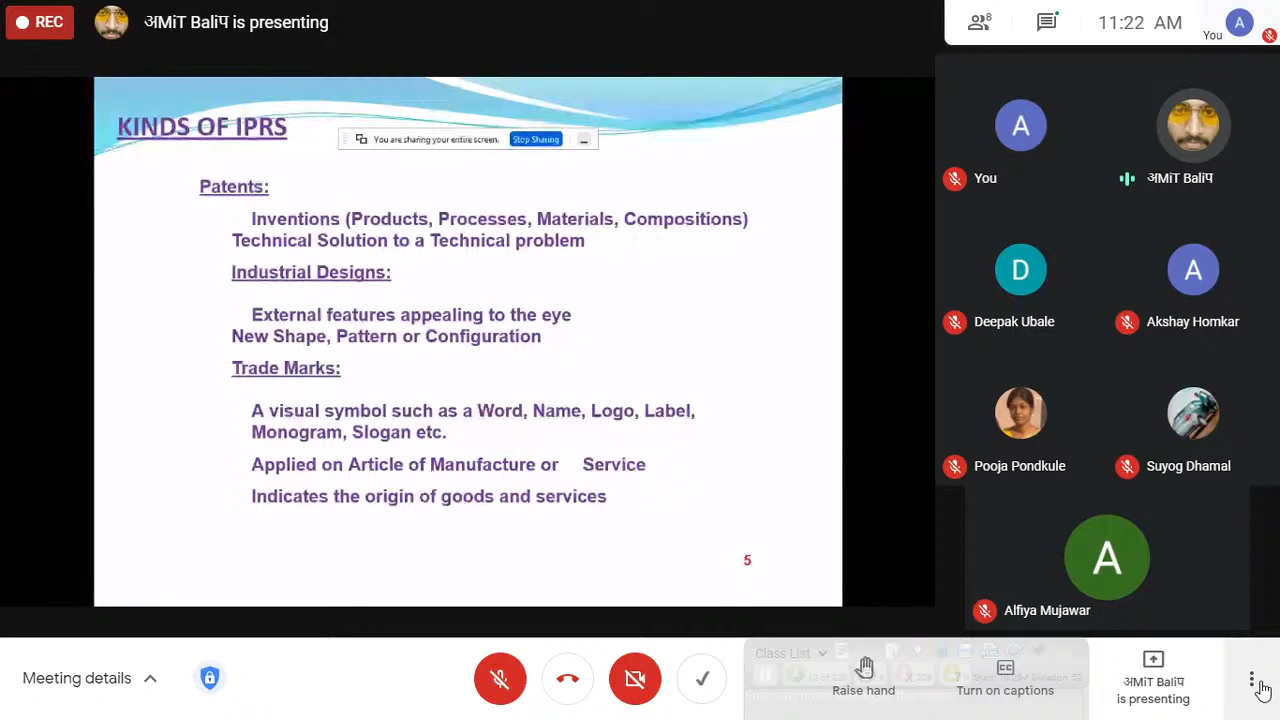 REC
अMiT Baliप is presenting
8
11:22 AM
You
A
KINDS OF IPRS
You are sharing your entire screen.
Stop Sharing
Patents:
Inventions (Products, Processes, Materials, Compositions)
Technical Solution to a Technical problem
Industrial Designs:
External features appealing to the eye
New Shape, Pattern or Configuration
Trade Marks:
A visual symbol such as a Word, Name, Logo, Label,
Monogram, Slogan etc.
Applied on Article of Manufacture or Service
Indicates the origin of goods and services
5
A
You
अMiT Baliप
D
Deepak Ubale
A
Akshay Homkar
Pooja Pondkule
Suyog Dhamal
A
Alfiya Mujawar
Meeting details
Class List
Raise hand
Turn on captions
अMiT Baliप
is presenting